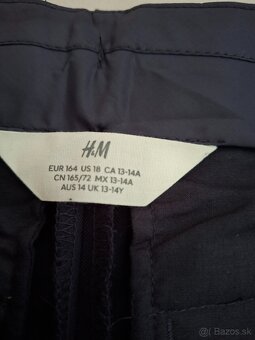 H&M
EUR 164 US 18 CA 13-14A
CN 165/72 MX 13-14A
AUS 14 UK 13-14Y
© Bazos.sk